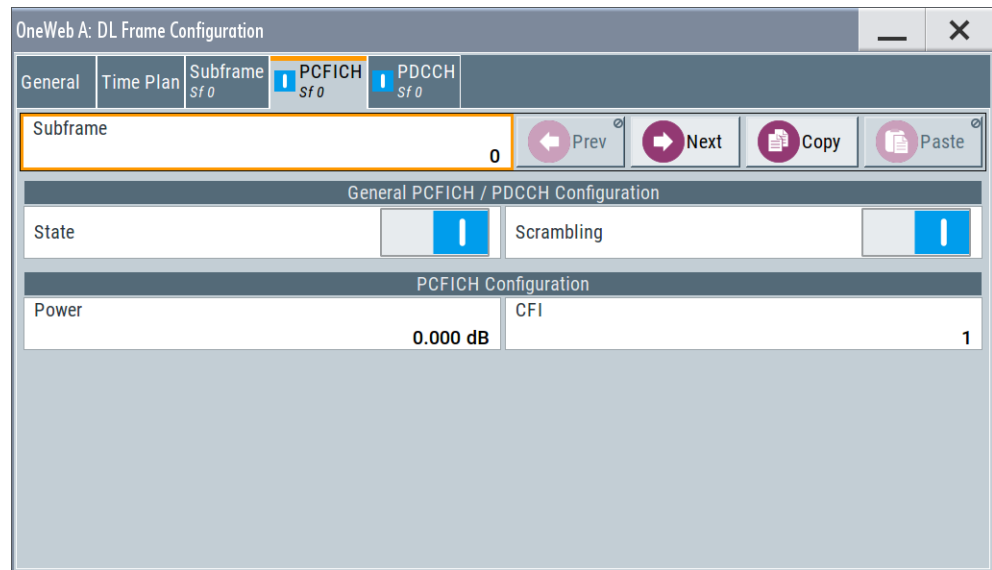 OneWeb A: DL Frame Configuration
General
Time Plan
Subframe
Sf 0
PCFICH
Sf 0
PDCCH
Sf 0
Subframe
0
Prev
Next
Copy
Paste
General PCFICH / PDCCH Configuration
State
Scrambling
PCFICH Configuration
Power
0.000 dB
CFI
1